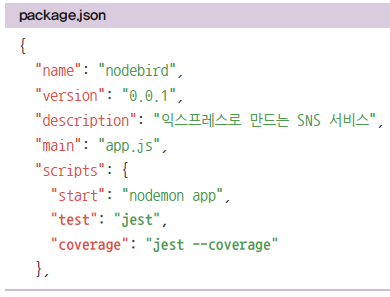 package.json
{
"name": "nodebird",
"version": "0.0.1",
"description": "익스프레스로 만드는 SNS 서비스",
"main": "app.js",
"scripts": {
"start": "nodemon app",
"test": "jest",
"coverage": "jest --coverage"
},